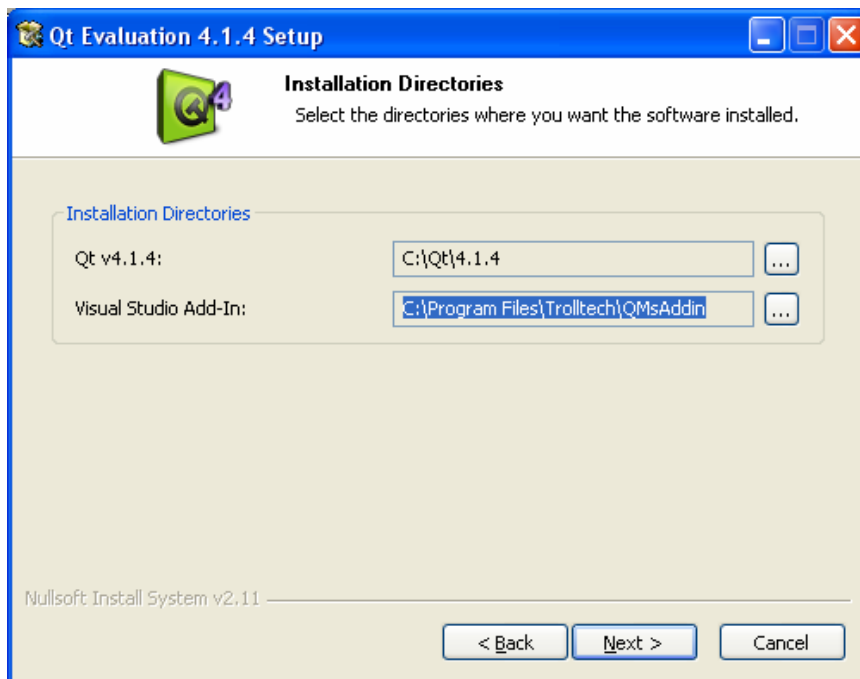 Qt Evaluation 4.1.4 Setup
4
Installation Directories
Select the directories where you want the software installed.
Installation Directories
Qt v4.1.4:
C:\Qt\4.1.4
...
Visual Studio Add-In:
C:\Program Files\Trolltech\QMsAddin
...
Nullsoft Install System v2.11
< Back
Next >
Cancel